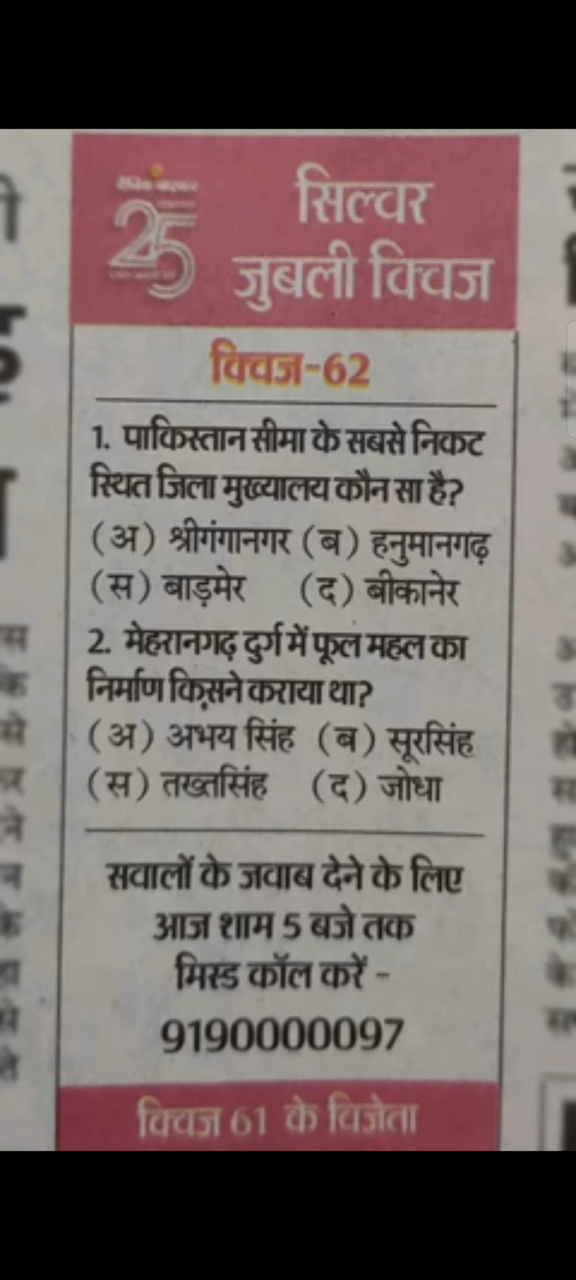 25
सिल्वर
जुबली क्विज
क्विज-62
1. पाकिस्तान सीमा के सबसे निकट
स्थित जिला मुख्यालय कौन सा है?
(अ) श्रीगंगानगर (ब) हनुमानगढ़
(स) बाड़मेर (द) बीकानेर
2. मेहरानगढ़ दुर्ग में फूल महल का
निर्माण किसने कराया था?
(अ) अभय सिंह (ब) सूरसिंह
(स) तख्तसिंह (द) जोधा
सवालों के जवाब देने के लिए
आज शाम 5 बजे तक
मिस्ड कॉल करें -
9190000097
क्विज 61 के विजेता